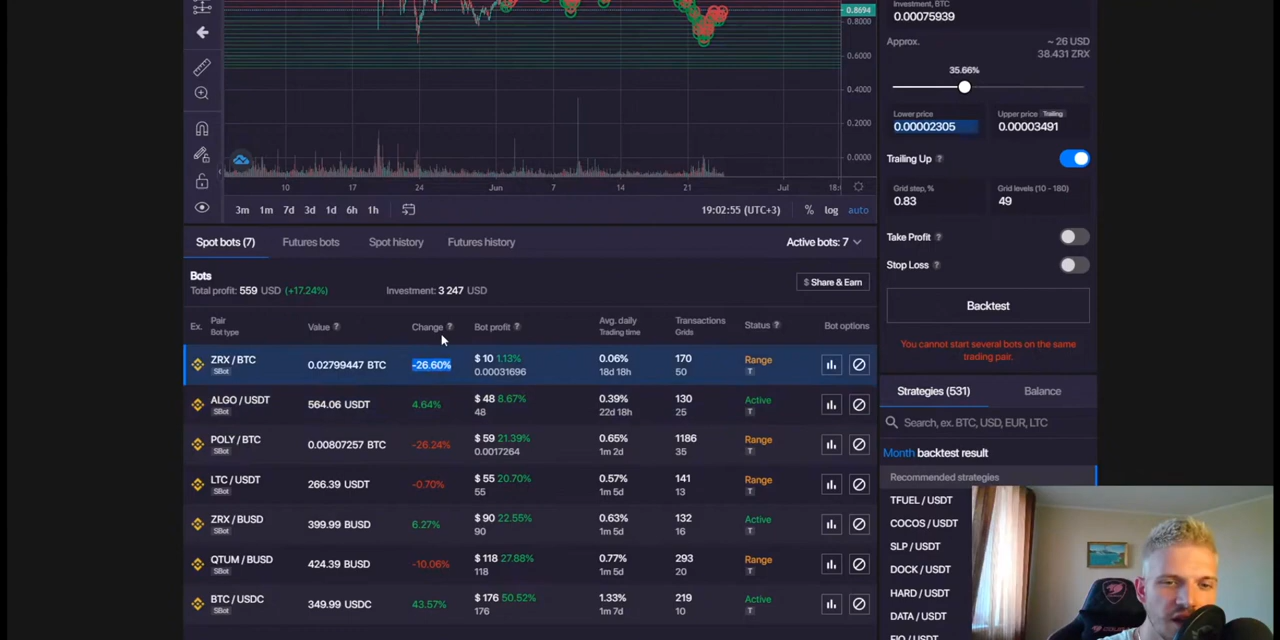 0.8694
0.8000
0.6000
0.4000
0.2000
0.0000
10 17 24 Jun 7 14 21 Jul 18:
3m 1m 7d 3d 1d 6h 1h
19:02:55 (UTC+3) % log auto
Investment, BTC
0.00075939
Approx. ~ 26 USD
38.431 ZRX
35.66%
Lower price Upper price Trailing
0.00002305 0.00003491
Trailing Up ?
Grid step, % Grid levels (10 - 180)
0.83 49
Take Profit ?
Stop Loss ?
Backtest
You cannot start several bots on the same
trading pair.
Strategies (531) Balance
Search, ex. BTC, USD, EUR, LTC
Month backtest result
Recommended strategies
TFUEL / USDT
COCOS / USDT
SLP / USDT
DOCK / USDT
HARD / USDT
DATA / USDT
Spot bots (7) Futures bots Spot history Futures history Active bots: 7
Bots
Total profit: 559 USD (+17.24%) Investment: 3 247 USD
$ Share & Earn
Ex. Pair Value ? Change ? Bot profit ? Avg. daily Transactions Status ? Bot options
Bot type Trading time Grids
ZRX / BTC 0.02799447 BTC -26.60% $ 10 1.13% 0.06% 170 Range
SBot 0.00031696 18d 18h 50 T
ALGO / USDT 564.06 USDT 4.64% $ 48 8.67% 0.39% 130 Active
SBot 48 22d 18h 25 T
POLY / BTC 0.00807257 BTC -26.24% $ 59 21.39% 0.65% 1186 Range
SBot 0.0017264 1m 2d 35 T
LTC / USDT 266.39 USDT -0.70% $ 55 20.70% 0.57% 141 Range
SBot 55 1m 5d 13 T
ZRX / BUSD 399.99 BUSD 6.27% $ 90 22.55% 0.63% 132 Active
SBot 90 1m 5d 16 T
QTUM / BUSD 424.39 BUSD -10.06% $ 118 27.88% 0.77% 293 Range
SBot 118 1m 5d 20 T
BTC / USDC 349.99 USDC 43.57% $ 176 50.52% 1.33% 219 Active
SBot 176 1m 7d 10 T